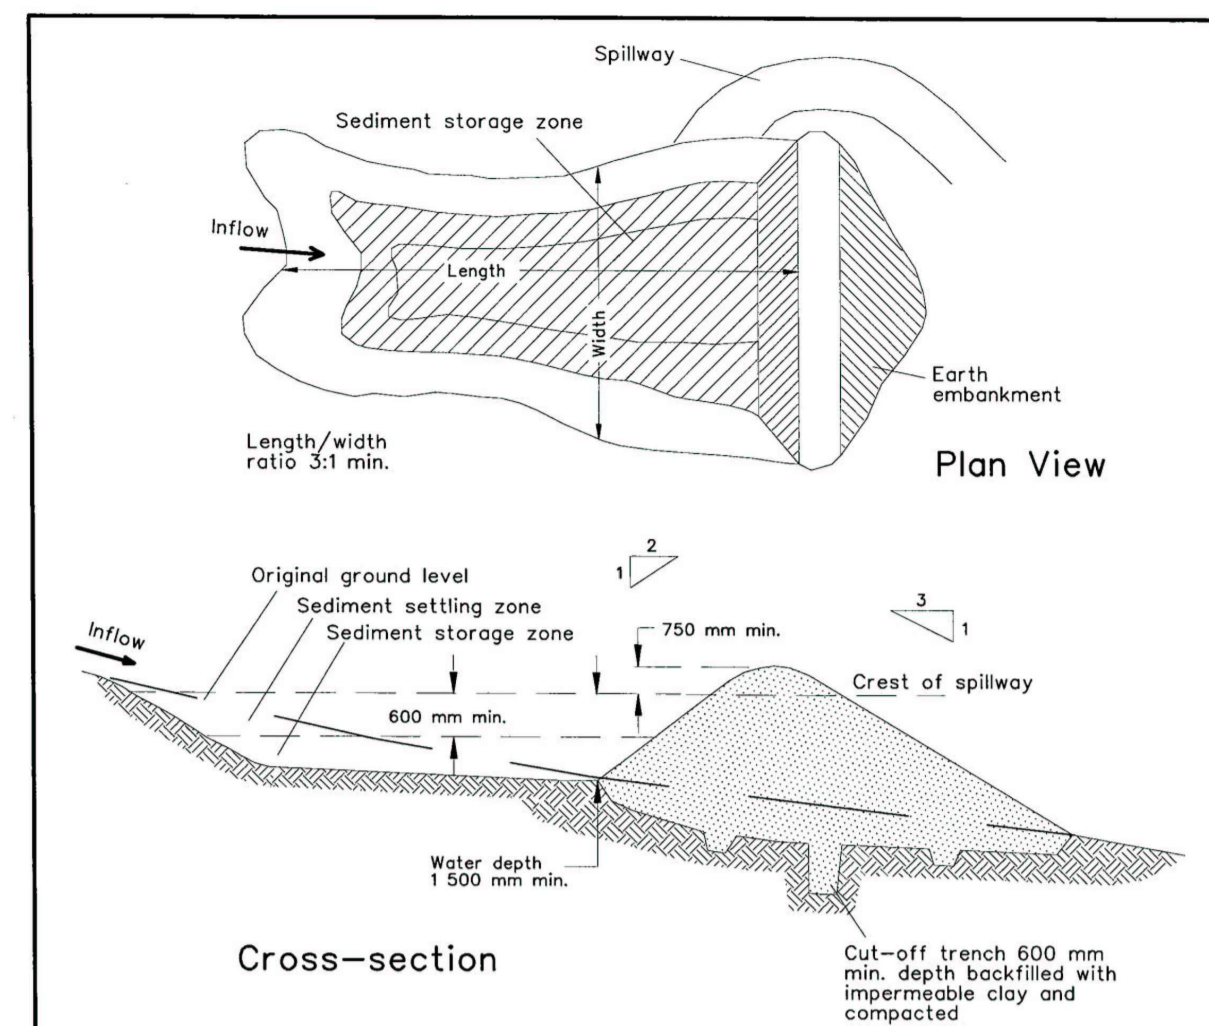 Spillway
Sediment storage zone
Inflow
Length
Width
Earth
embankment
Length/width
ratio 3:1 min.
Plan View
2
1
3
1
Original ground level
Sediment settling zone
Sediment storage zone
Inflow
750 mm min.
Crest of spillway
600 mm min.
Water depth
1 500 mm min.
Cross-section
Cut-off trench 600 mm
min. depth backfilled with
impermeable clay and
compacted